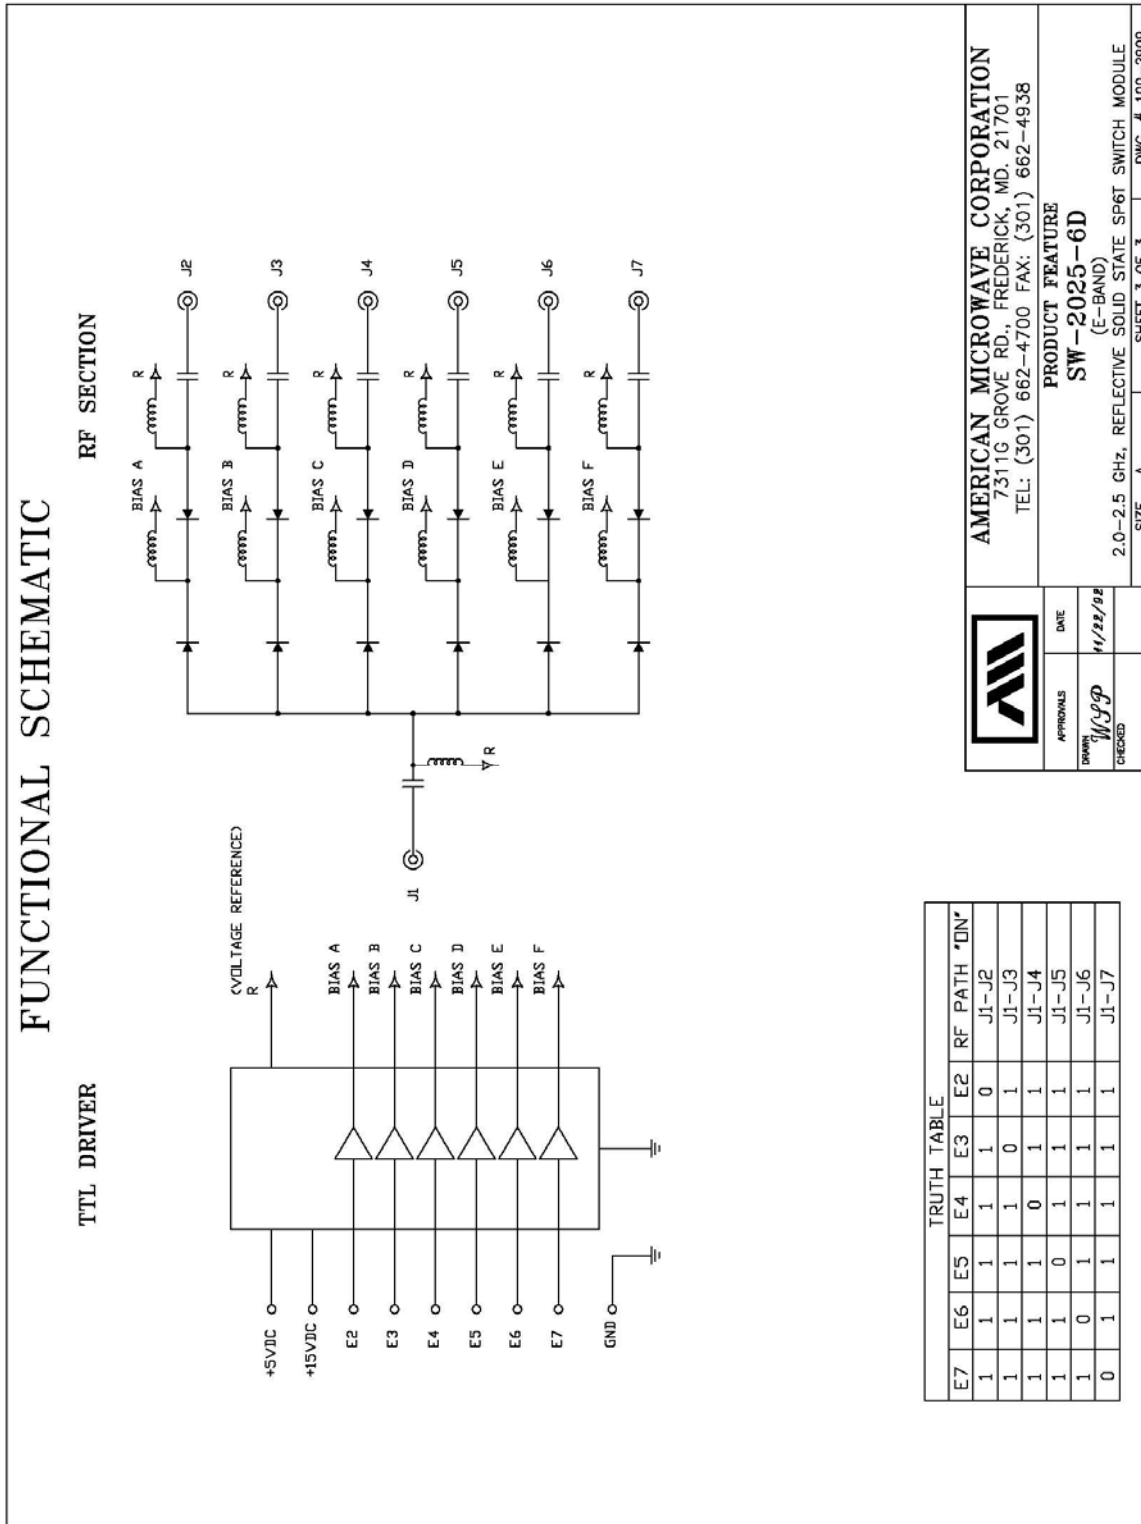 FUNCTIONAL SCHEMATIC
TTL DRIVER
RF SECTION
+5VDC
+15VDC
E2
E3
E4
E5
E6
E7
GND
(VOLTAGE REFERENCE)
R
BIAS A
BIAS B
BIAS C
BIAS D
BIAS E
BIAS F
J1
R
BIAS A
R
J2
BIAS B
R
J3
BIAS C
R
J4
BIAS D
R
J5
BIAS E
R
J6
BIAS F
R
J7
TRUTH TABLE
E7 E6 E5 E4 E3 E2 RF PATH "ON"
1 1 1 1 1 0 J1-J2
1 1 1 1 0 1 J1-J3
1 1 1 0 1 1 J1-J4
1 1 0 1 1 1 J1-J5
1 0 1 1 1 1 J1-J6
0 1 1 1 1 1 J1-J7
APPROVALS DATE
DRAWN WSP 11/22/92
CHECKED
AMERICAN MICROWAVE CORPORATION
7311G GROVE RD., FREDERICK, MD. 21701
TEL: (301) 662-4700 FAX: (301) 662-4938
PRODUCT FEATURE
SW-2025-6D
(E-BAND)
2.0-2.5 GHz, REFLECTIVE SOLID STATE SP6T SWITCH MODULE
SIZE A SHEET 3 OF 3 DWG #